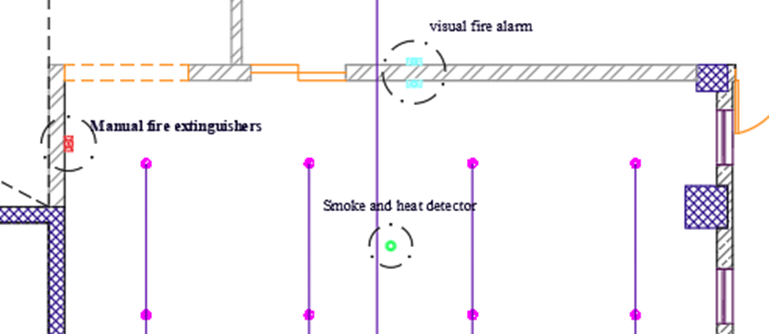 visual fire alarm
Manual fire extinguishers
Smoke and heat detector